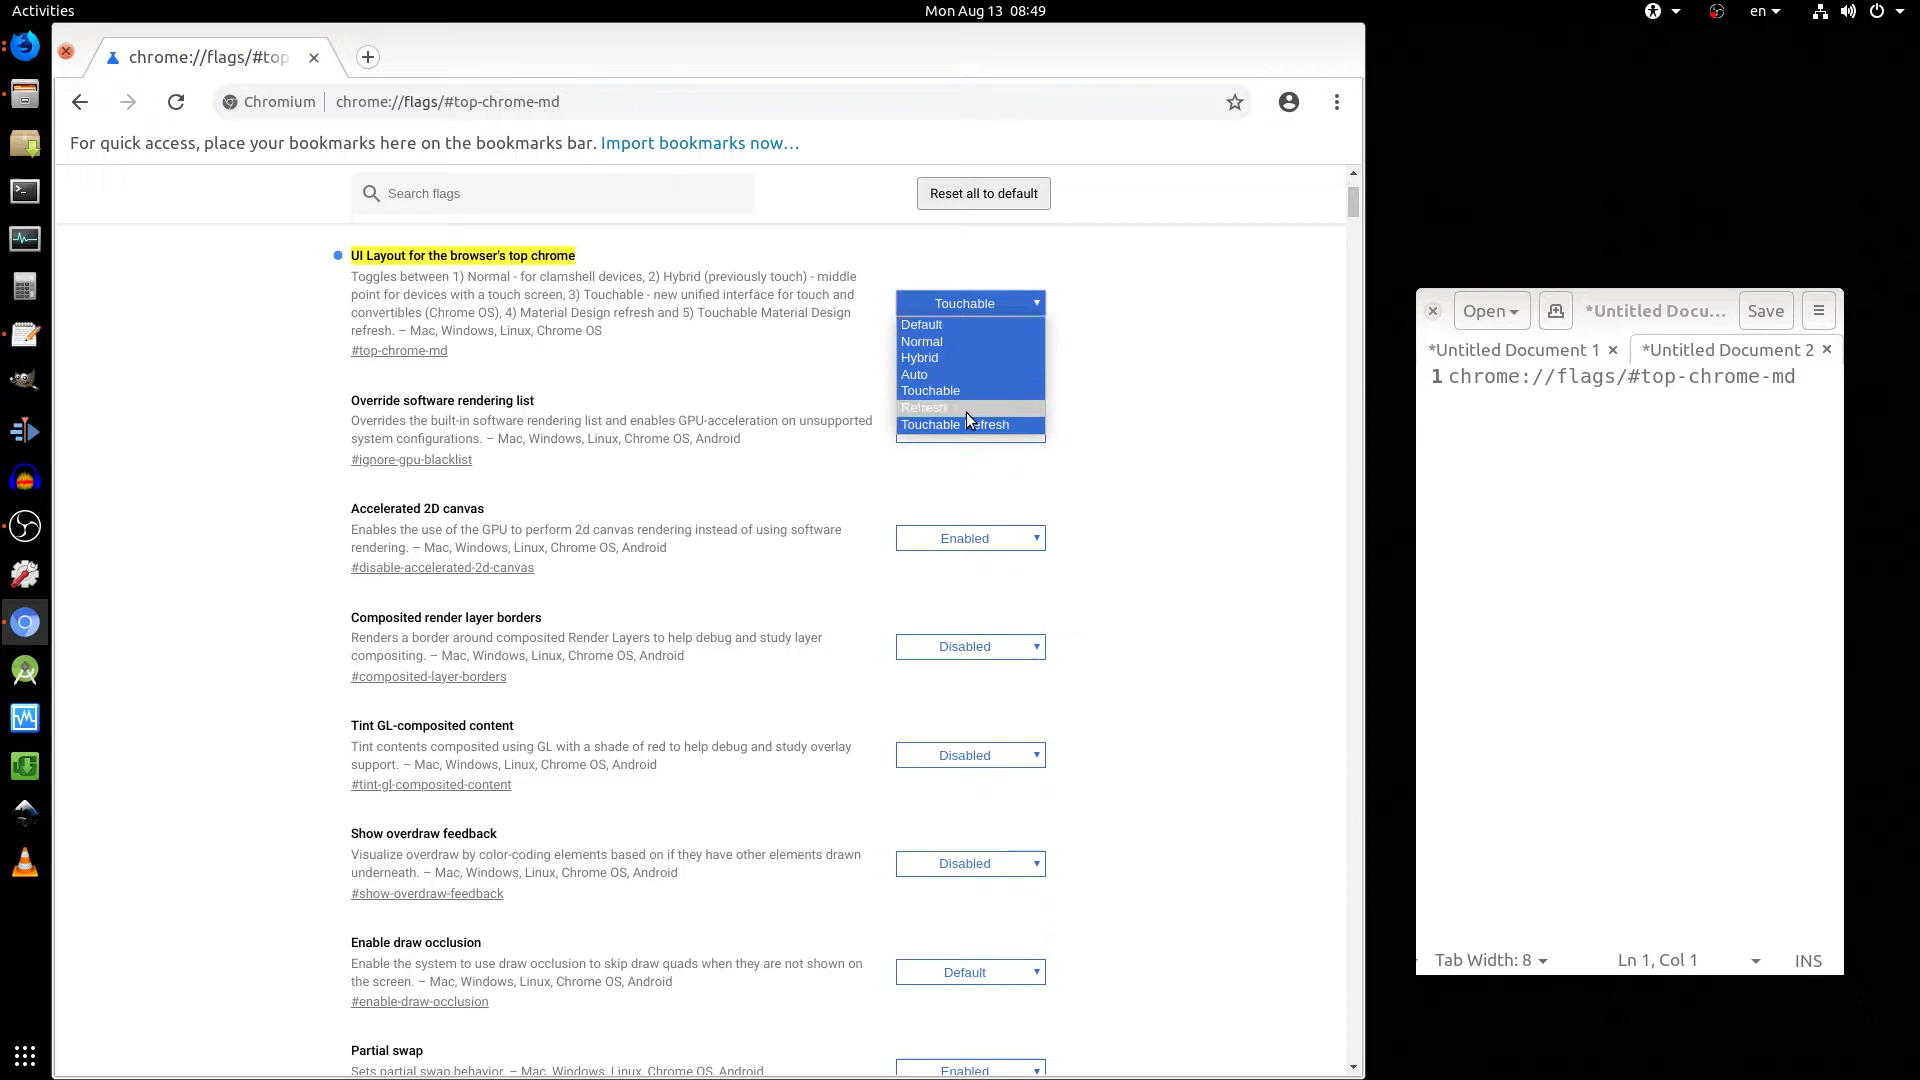 Activities
Mon Aug 13 08:49
en
chrome://flags/#top
Chromium
chrome://flags/#top-chrome-md
For quick access, place your bookmarks here on the bookmarks bar. Import bookmarks now…
Search flags
Reset all to default
UI Layout for the browser's top chrome
Toggles between 1) Normal - for clamshell devices, 2) Hybrid (previously touch) - middle
point for devices with a touch screen, 3) Touchable - new unified interface for touch and
convertibles (Chrome OS), 4) Material Design refresh and 5) Touchable Material Design
refresh. – Mac, Windows, Linux, Chrome OS
#top-chrome-md
Touchable
Default
Normal
Hybrid
Auto
Touchable
Refresh
Touchable Refresh
Override software rendering list
Overrides the built-in software rendering list and enables GPU-acceleration on unsupported
system configurations. – Mac, Windows, Linux, Chrome OS, Android
#ignore-gpu-blacklist
Accelerated 2D canvas
Enables the use of the GPU to perform 2d canvas rendering instead of using software
rendering. – Mac, Windows, Linux, Chrome OS, Android
#disable-accelerated-2d-canvas
Enabled
Composited render layer borders
Renders a border around composited Render Layers to help debug and study layer
compositing. – Mac, Windows, Linux, Chrome OS, Android
#composited-layer-borders
Disabled
Tint GL-composited content
Tint contents composited using GL with a shade of red to help debug and study overlay
support. – Mac, Windows, Linux, Chrome OS, Android
#tint-gl-composited-content
Disabled
Show overdraw feedback
Visualize overdraw by color-coding elements based on if they have other elements drawn
underneath. – Mac, Windows, Linux, Chrome OS, Android
#show-overdraw-feedback
Disabled
Enable draw occlusion
Enable the system to use draw occlusion to skip draw quads when they are not shown on
the screen. – Mac, Windows, Linux, Chrome OS, Android
#enable-draw-occlusion
Default
Partial swap
Sets partial swap behavior. – Mac, Windows, Linux, Chrome OS, Android
Enabled
Open
*Untitled Docu…
Save
*Untitled Document 1
*Untitled Document 2
1 chrome://flags/#top-chrome-md
Tab Width: 8
Ln 1, Col 1
INS